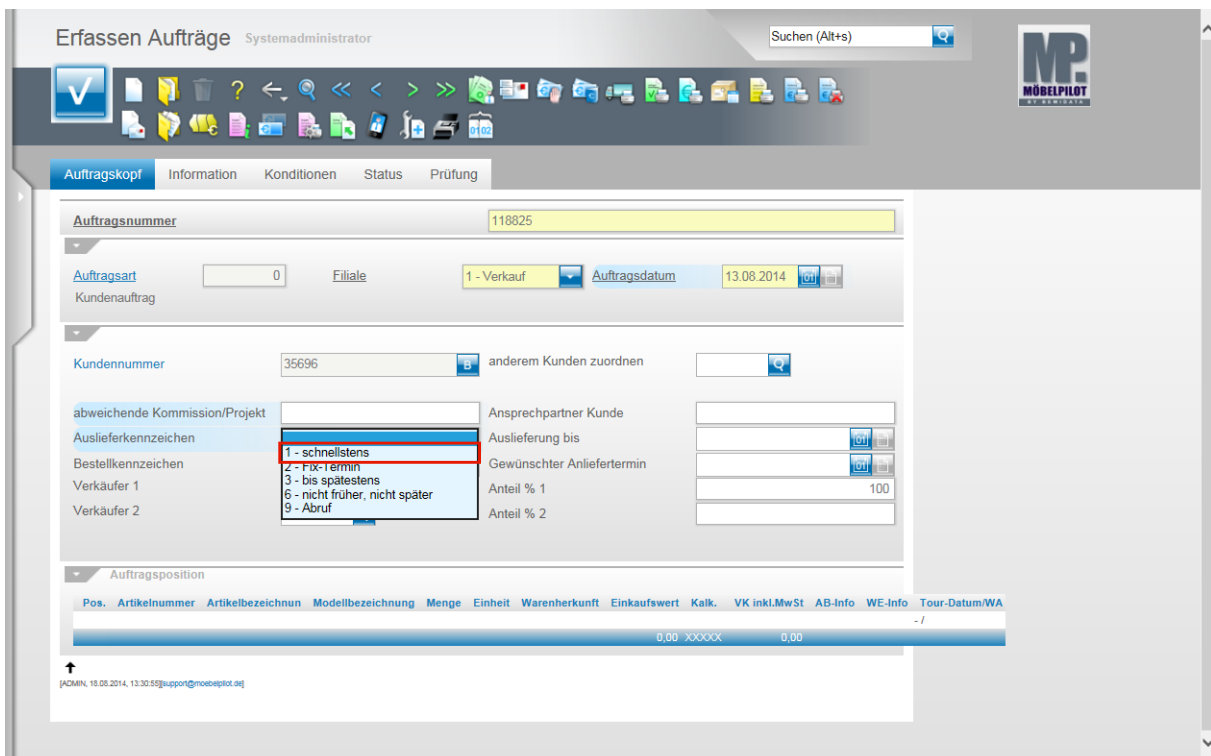 Erfassen Aufträge Systemadministrator
Suchen (Alt+s)
MP.
MÖBELPILOT
BY SEMIDATA
0102
Auftragskopf Information Konditionen Status Prüfung
Auftragsnummer 118825
Auftragsart 0 Filiale 1 - Verkauf Auftragsdatum 13.08.2014
Kundenauftrag
Kundennummer 35696 B anderem Kunden zuordnen
abweichende Kommission/Projekt Ansprechpartner Kunde
Auslieferkennzeichen Auslieferung bis
1 - schnellstens
Bestellkennzeichen 2 - Fix-Termin Gewünschter Anliefertermin
Verkäufer 1 3 - bis spätestens Anteil % 1 100
6 - nicht früher, nicht später
Verkäufer 2 9 - Abruf Anteil % 2
Auftragsposition
Pos. Artikelnummer Artikelbezeichnun Modellbezeichnung Menge Einheit Warenherkunft Einkaufswert Kalk. VK inkl.MwSt AB-Info WE-Info Tour-Datum/WA
- /
0,00 XXXXX 0,00
[ADMIN, 18.08.2014, 13:30:55][support@moebelpilot.de]